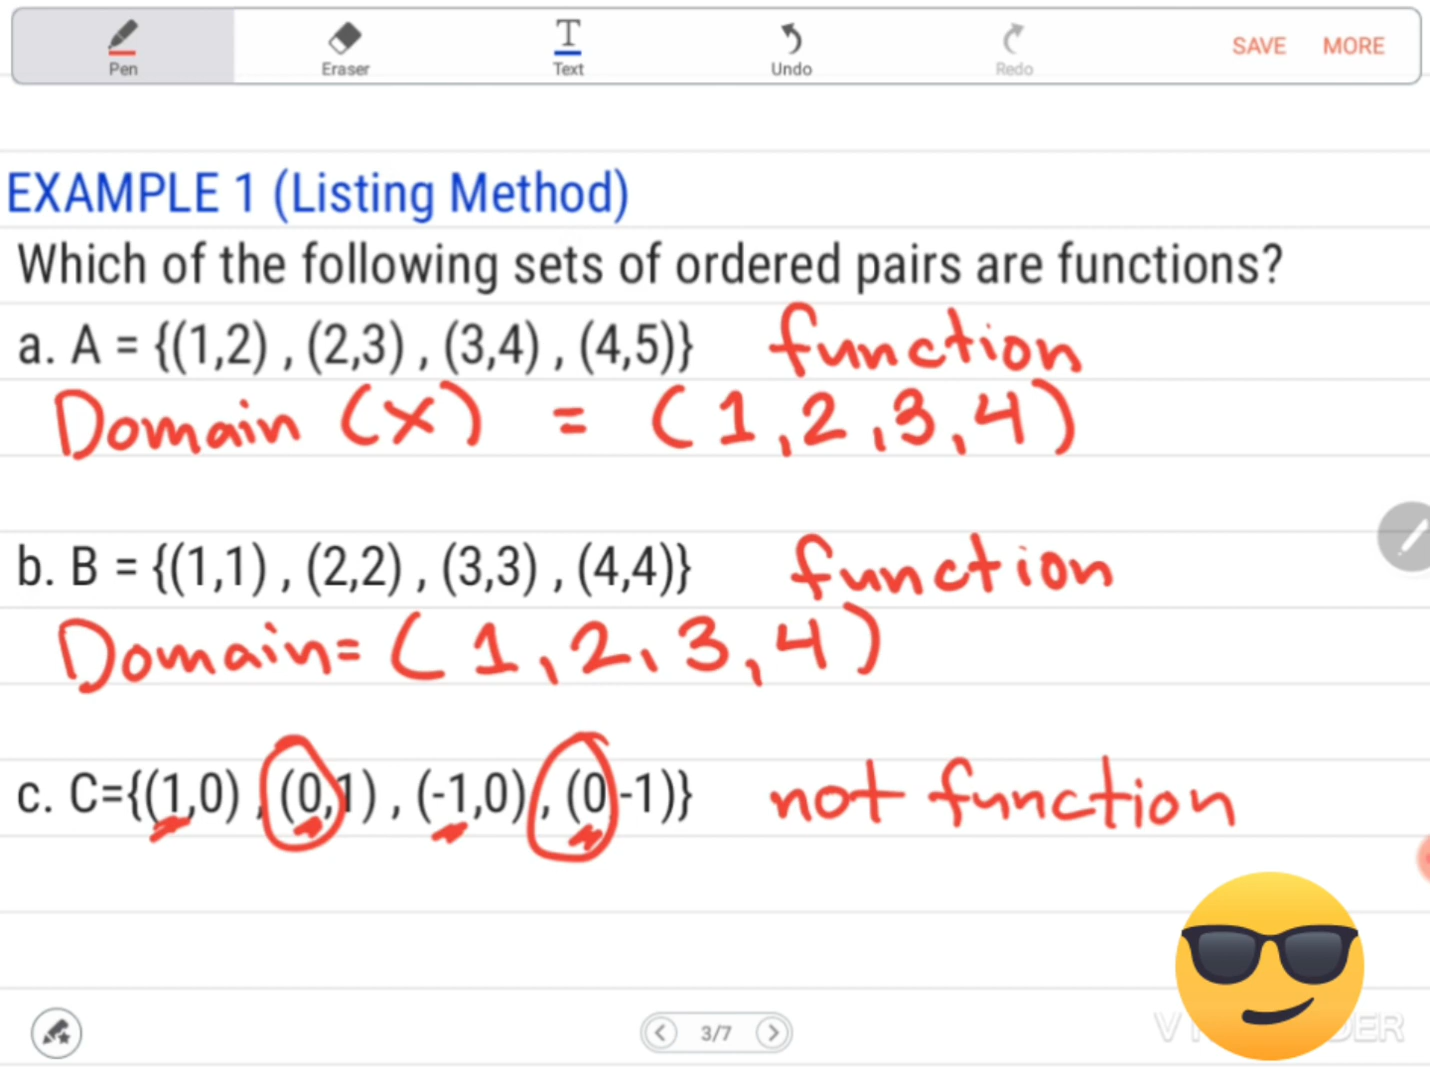 Pen Eraser Text Undo Redo SAVE MORE
EXAMPLE 1 (Listing Method)
Which of the following sets of ordered pairs are functions?
a. A = {(1,2) , (2,3) , (3,4) , (4,5)} function
Domain (x) = (1,2,3,4)
b. B = {(1,1) , (2,2) , (3,3) , (4,4)} function
Domain= (1,2,3,4)
c. C={(1,0) , (0,1) , (-1,0) , (0 -1)} not function
3/7